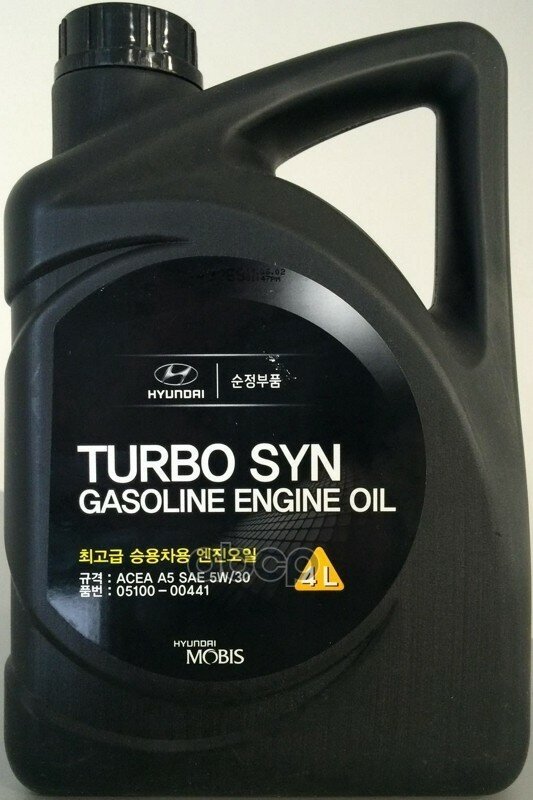 HYUNDAI
순정부품
TURBO SYN
GASOLINE ENGINE OIL
최고급 승용차용 엔진오일
규격 : ACEA A5 SAE 5W/30
품번 : 05100-00441
4 L
HYUNDAI
MOBIS